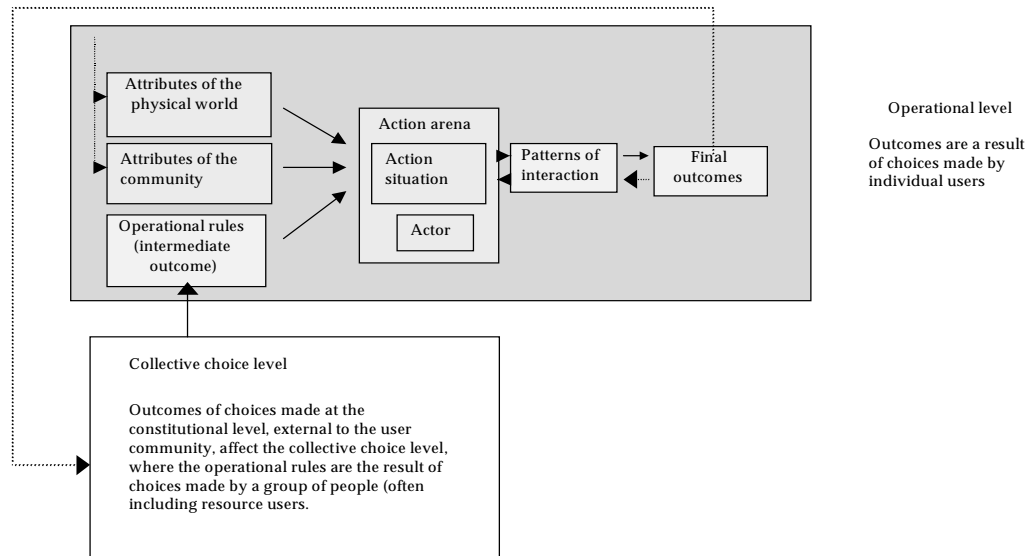 Attributes of the
physical world
Attributes of the
community
Operational rules
(intermediate
outcome)
Action arena
Action
situation
Actor
Patterns of
interaction
Final
outcomes
Operational level
Outcomes are a result
of choices made by
individual users
Collective choice level
Outcomes of choices made at the
constitutional level, external to the user
community, affect the collective choice level,
where the operational rules are the result of
choices made by a group of people (often
including resource users.